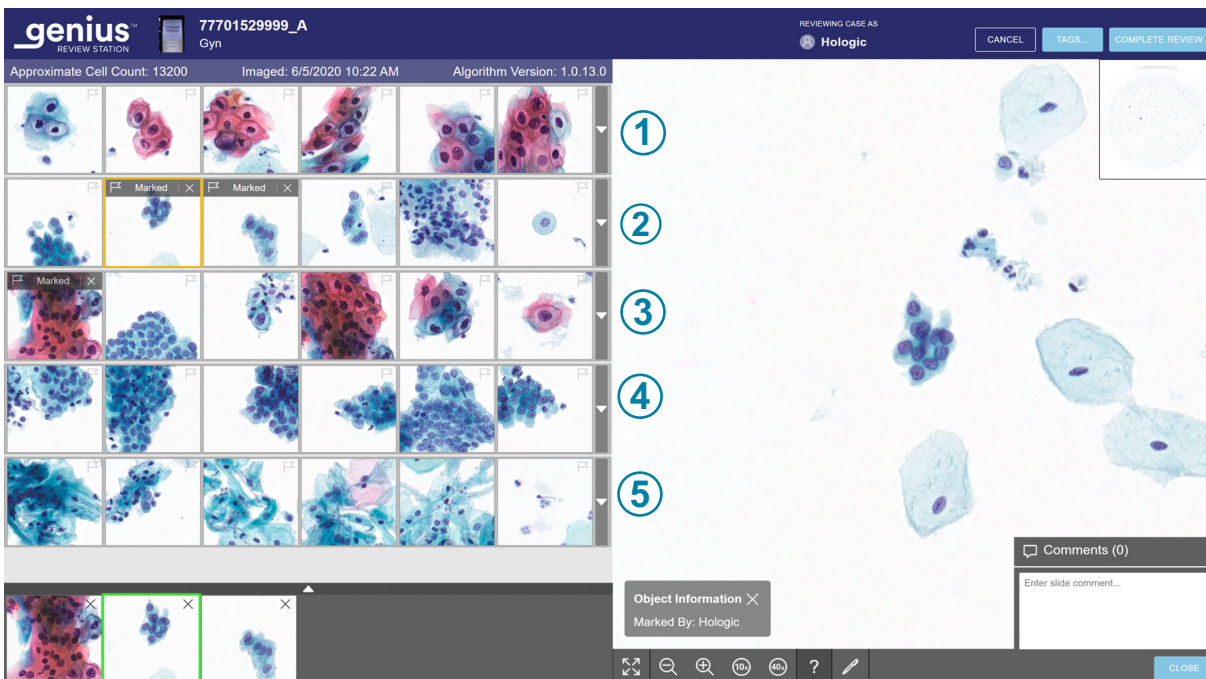 genius™
REVIEW STATION
77701529999_A
Gyn
REVIEWING CASE AS
Hologic
CANCEL
TAGS...
COMPLETE REVIEW
Approximate Cell Count: 13200
Imaged: 6/5/2020 10:22 AM
Algorithm Version: 1.0.13.0
1
Marked
Marked
2
Marked
3
4
5
Object Information
Marked By: Hologic
Comments (0)
Enter slide comment...
10x
40x
?
CLOSE